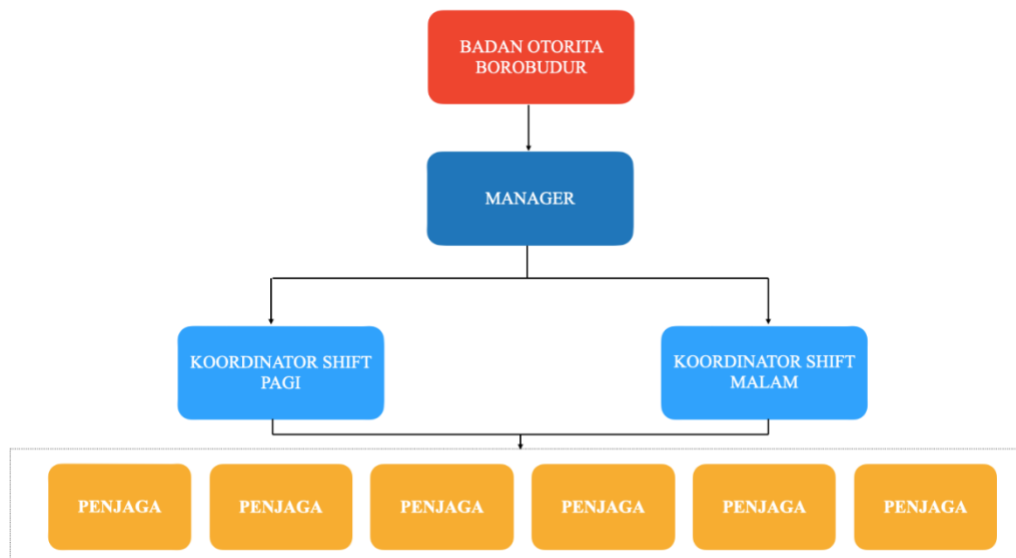 BADAN OTORITA
BOROBUDUR
MANAGER
KOORDINATOR SHIFT
PAGI
KOORDINATOR SHIFT
MALAM
PENJAGA
PENJAGA
PENJAGA
PENJAGA
PENJAGA
PENJAGA